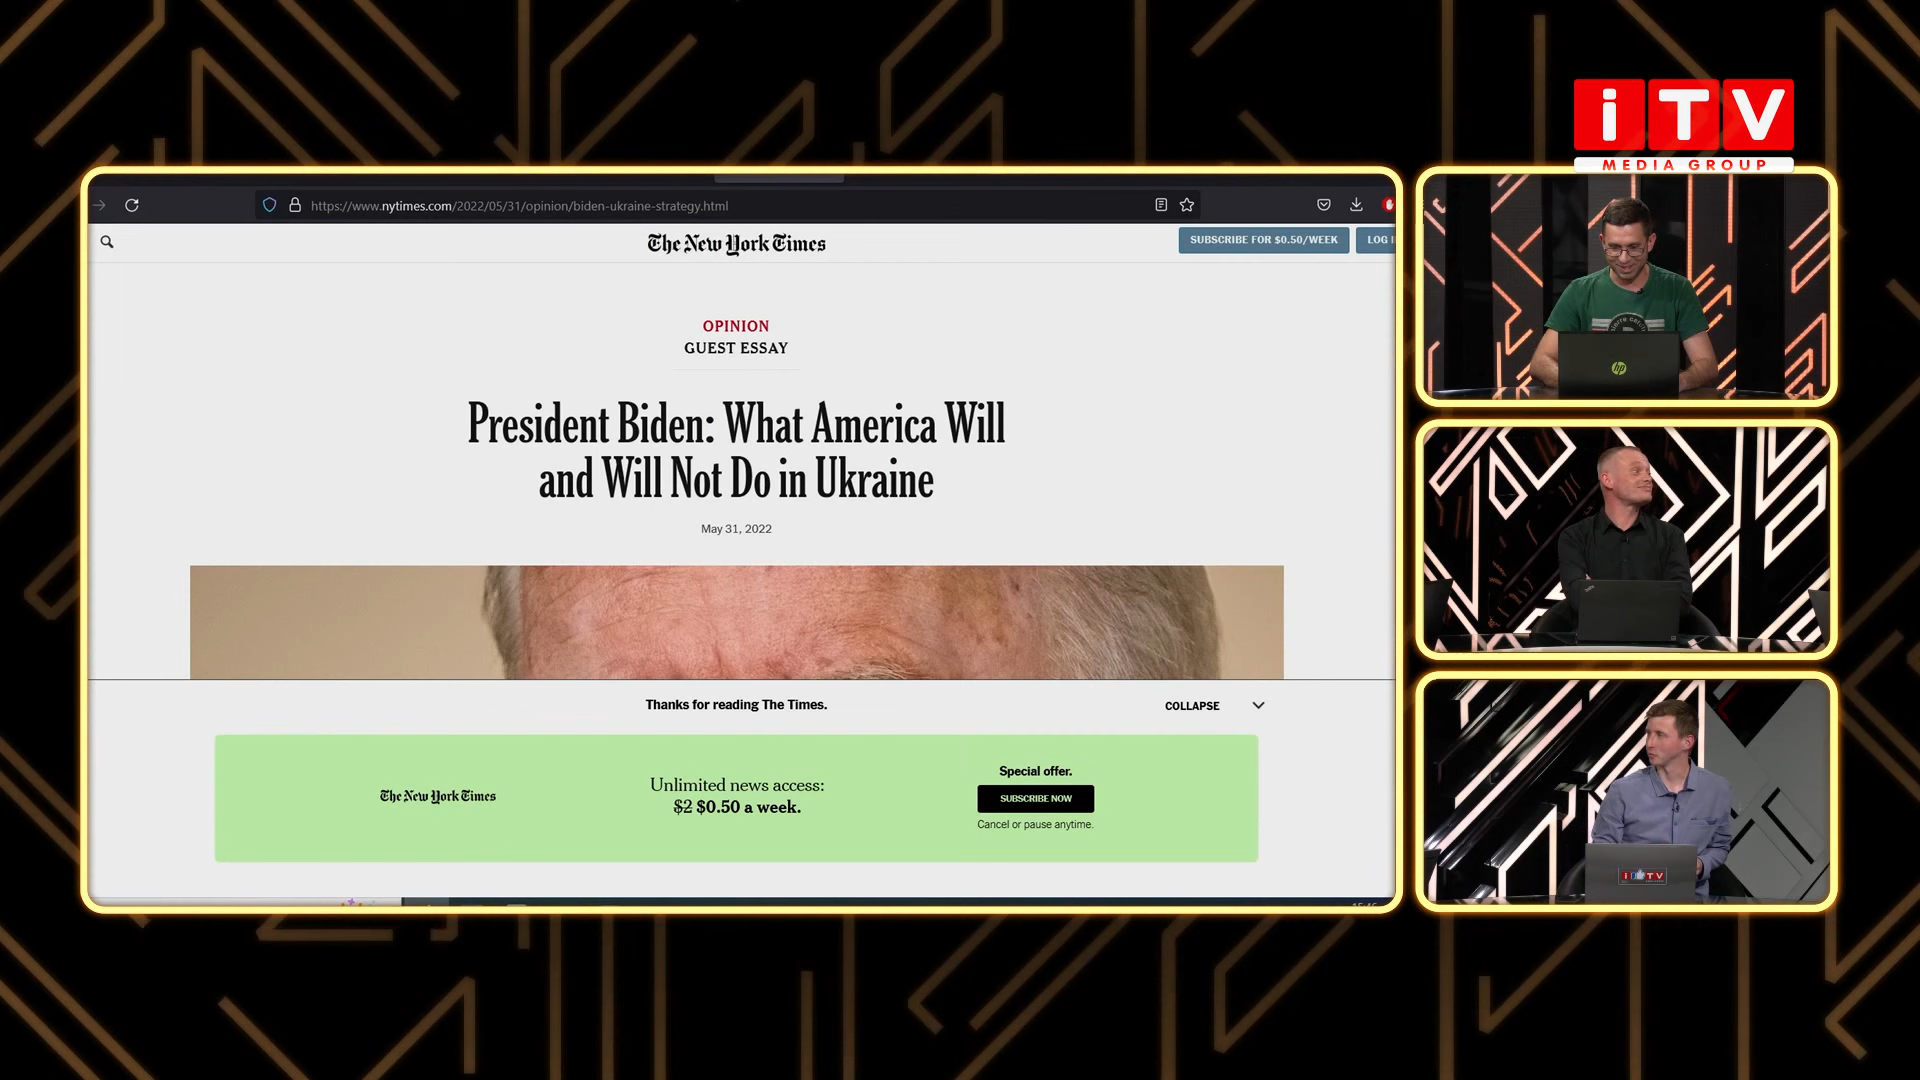 iTV
MEDIA GROUP
https://www.nytimes.com/2022/05/31/opinion/biden-ukraine-strategy.html
The New York Times
SUBSCRIBE FOR $0.50/WEEK
LOG
OPINION
GUEST ESSAY
President Biden: What America Will
and Will Not Do in Ukraine
May 31, 2022
Thanks for reading The Times.
COLLAPSE
The New York Times
Unlimited news access:
$2 $0.50 a week.
Special offer.
SUBSCRIBE NOW
Cancel or pause anytime.
hp
iTV